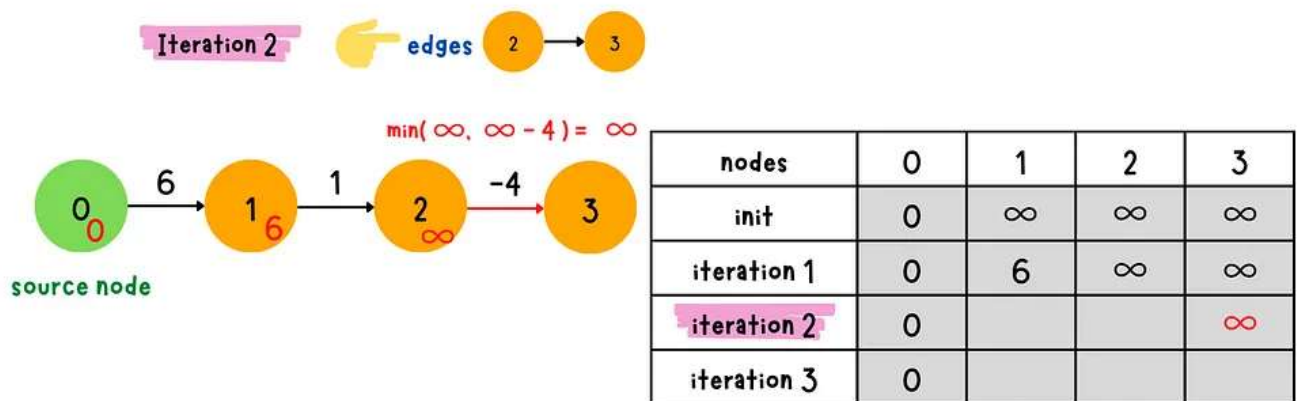 Iteration 2 edges 2 3
min( ∞, ∞ - 4 ) = ∞
6 1 -4
0 1 2 3
0 6 ∞
source node
nodes 0 1 2 3
init 0 ∞ ∞ ∞
iteration 1 0 6 ∞ ∞
iteration 2 0 ∞
iteration 3 0